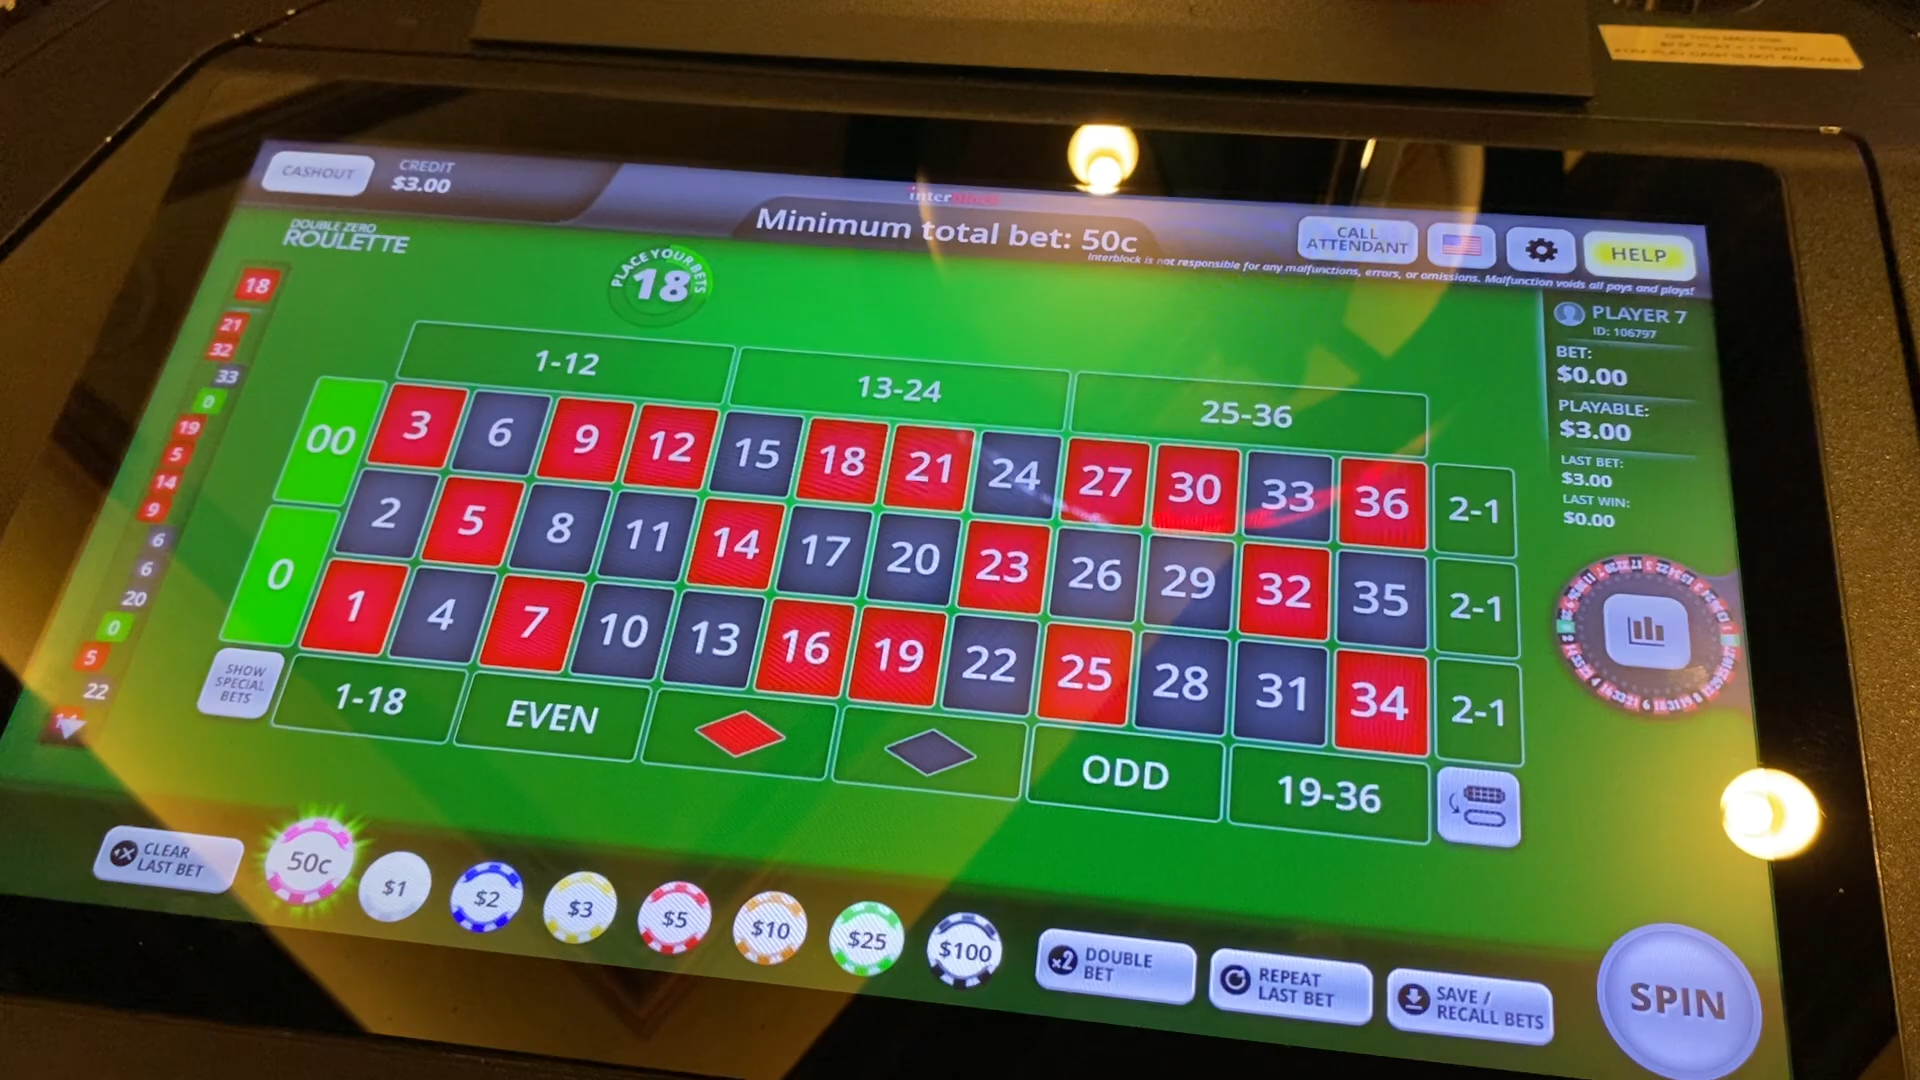 CASHOUT
CREDIT
$3.00
Minimum total bet: 50c
CALL
ATTENDANT
HELP
Interblock is not responsible for any malfunctions, errors, or omissions. Malfunction voids all pays and plays!
DOUBLE ZERO
ROULETTE
PLACE YOUR BETS
18
PLAYER 7
ID: 106797
BET:
$0.00
PLAYABLE:
$3.00
LAST BET:
$3.00
LAST WIN:
$0.00
18
21
32
33
0
19
5
14
9
6
6
20
0
5
22
1-12
13-24
25-36
00
3 6 9 12 15 18 21 24 27 30 33 36 2-1
0
2 5 8 11 14 17 20 23 26 29 32 35 2-1
1 4 7 10 13 16 19 22 25 28 31 34 2-1
SHOW
SPECIAL
BETS
1-18
EVEN
ODD
19-36
CLEAR
LAST BET
50c
$1
$2
$3
$5
$10
$25
$100
x2 DOUBLE
BET
REPEAT
LAST BET
SAVE /
RECALL BETS
SPIN